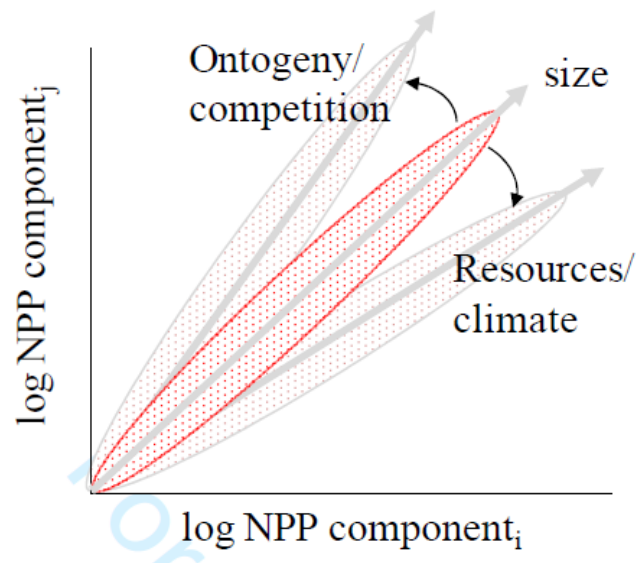 Ontogeny/
competition
size
Resources/
climate
log NPP componentⱼ
log NPP componentᵢ